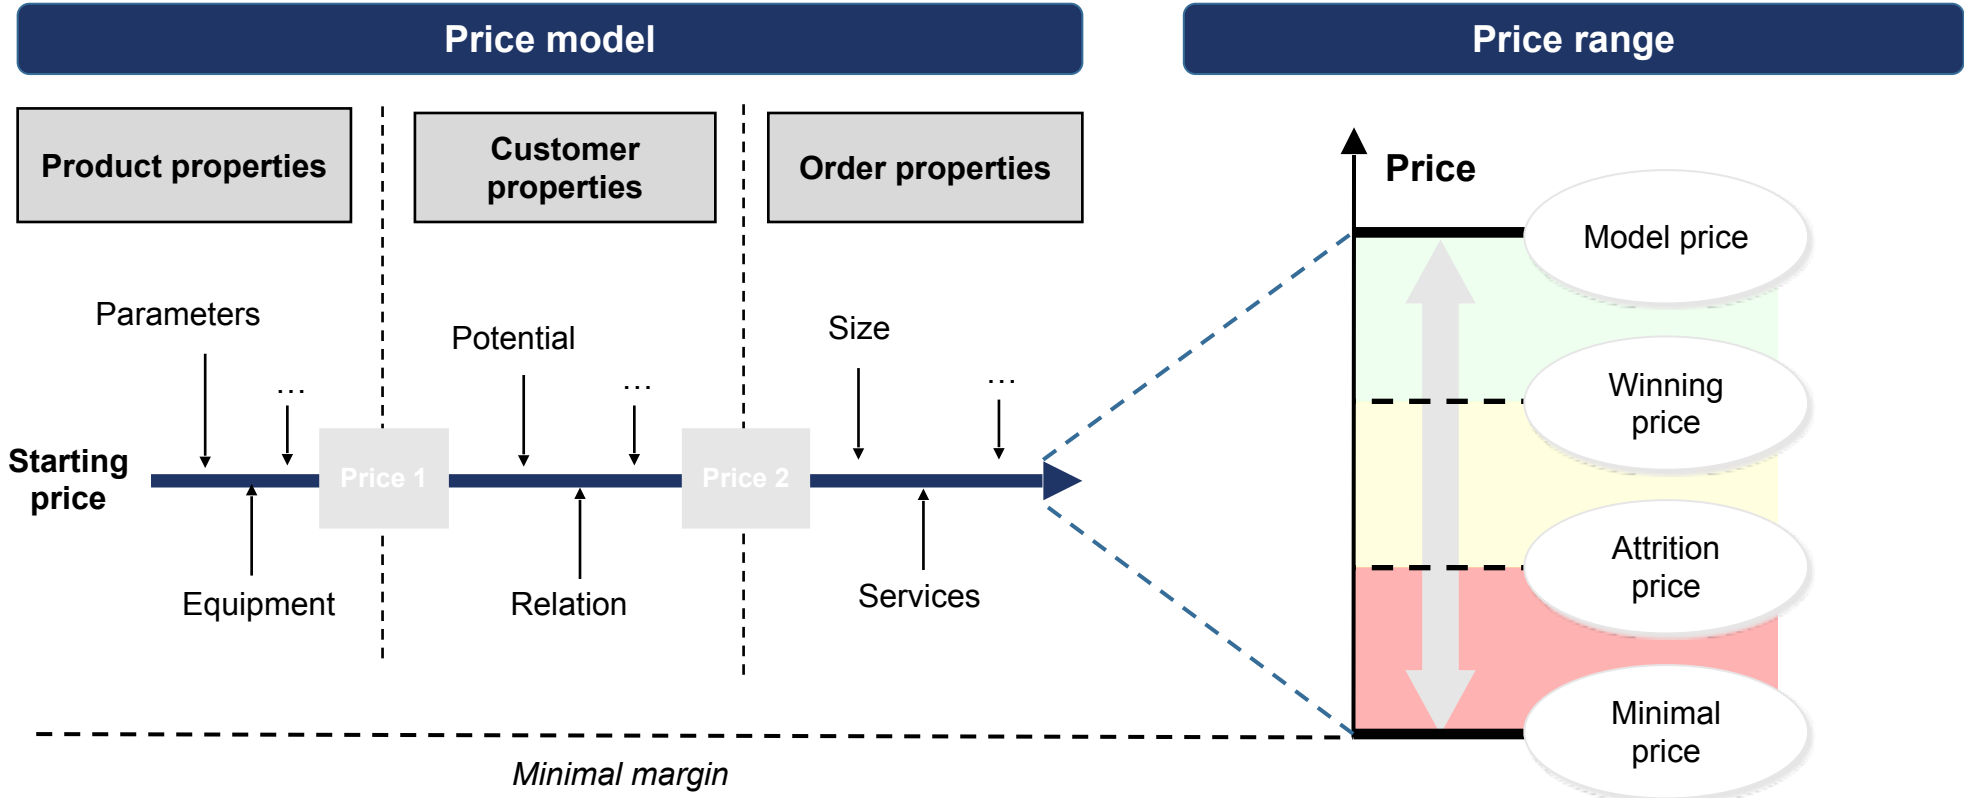 Price model
Price range
Product properties
Customer
properties
Order properties
Price
Model price
Parameters
Potential
Size
...
...
...
Winning
price
Starting
price
Price 1
Price 2
Attrition
price
Equipment
Relation
Services
Minimal
price
Minimal margin